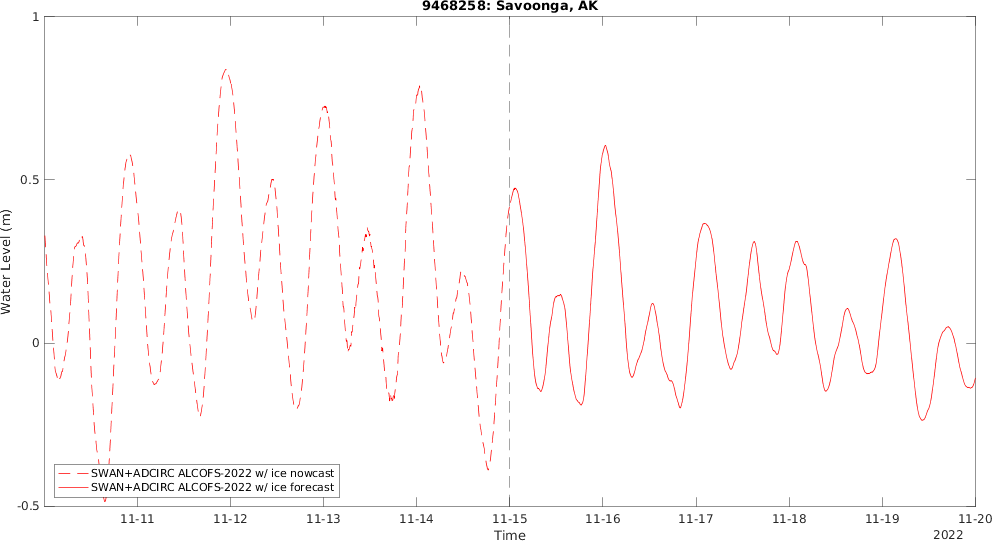 9468258: Savoonga, AK
1
0.5
0
-0.5
Water Level (m)
SWAN+ADCIRC ALCOFS-2022 w/ ice nowcast
SWAN+ADCIRC ALCOFS-2022 w/ ice forecast
11-11 11-12 11-13 11-14 11-15 11-16 11-17 11-18 11-19 11-20
Time
2022